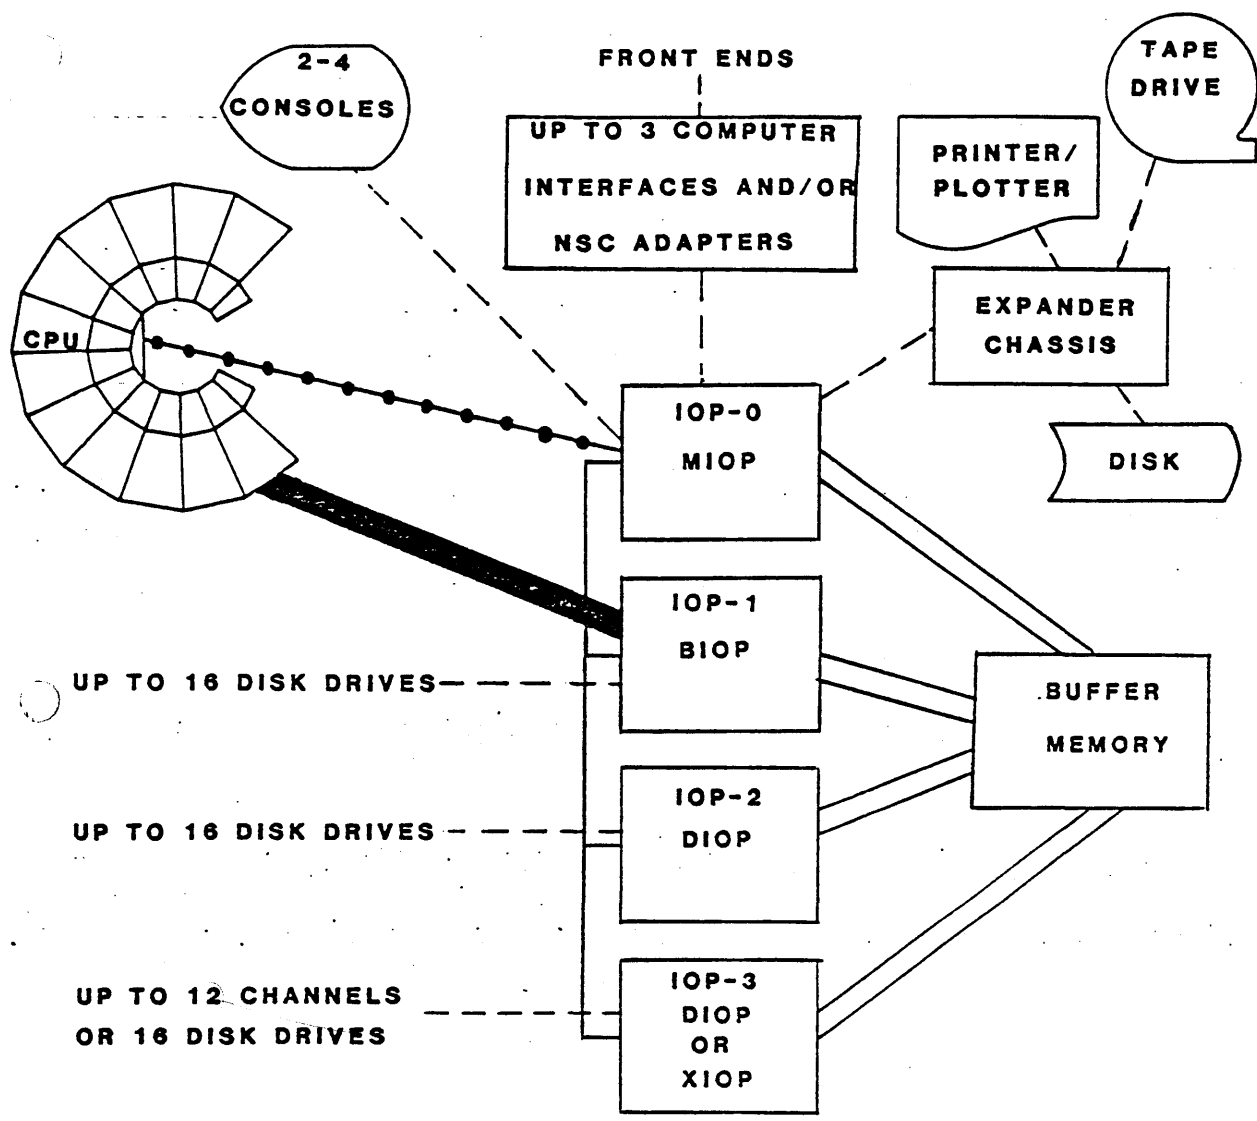 2-4
CONSOLES
FRONT ENDS
UP TO 3 COMPUTER
INTERFACES AND/OR
NSC ADAPTERS
TAPE
DRIVE
PRINTER/
PLOTTER
EXPANDER
CHASSIS
DISK
CPU
IOP-0
MIOP
IOP-1
BIOP
UP TO 16 DISK DRIVES
BUFFER
MEMORY
IOP-2
DIOP
UP TO 16 DISK DRIVES
IOP-3
DIOP
OR
XIOP
UP TO 12 CHANNELS
OR 16 DISK DRIVES